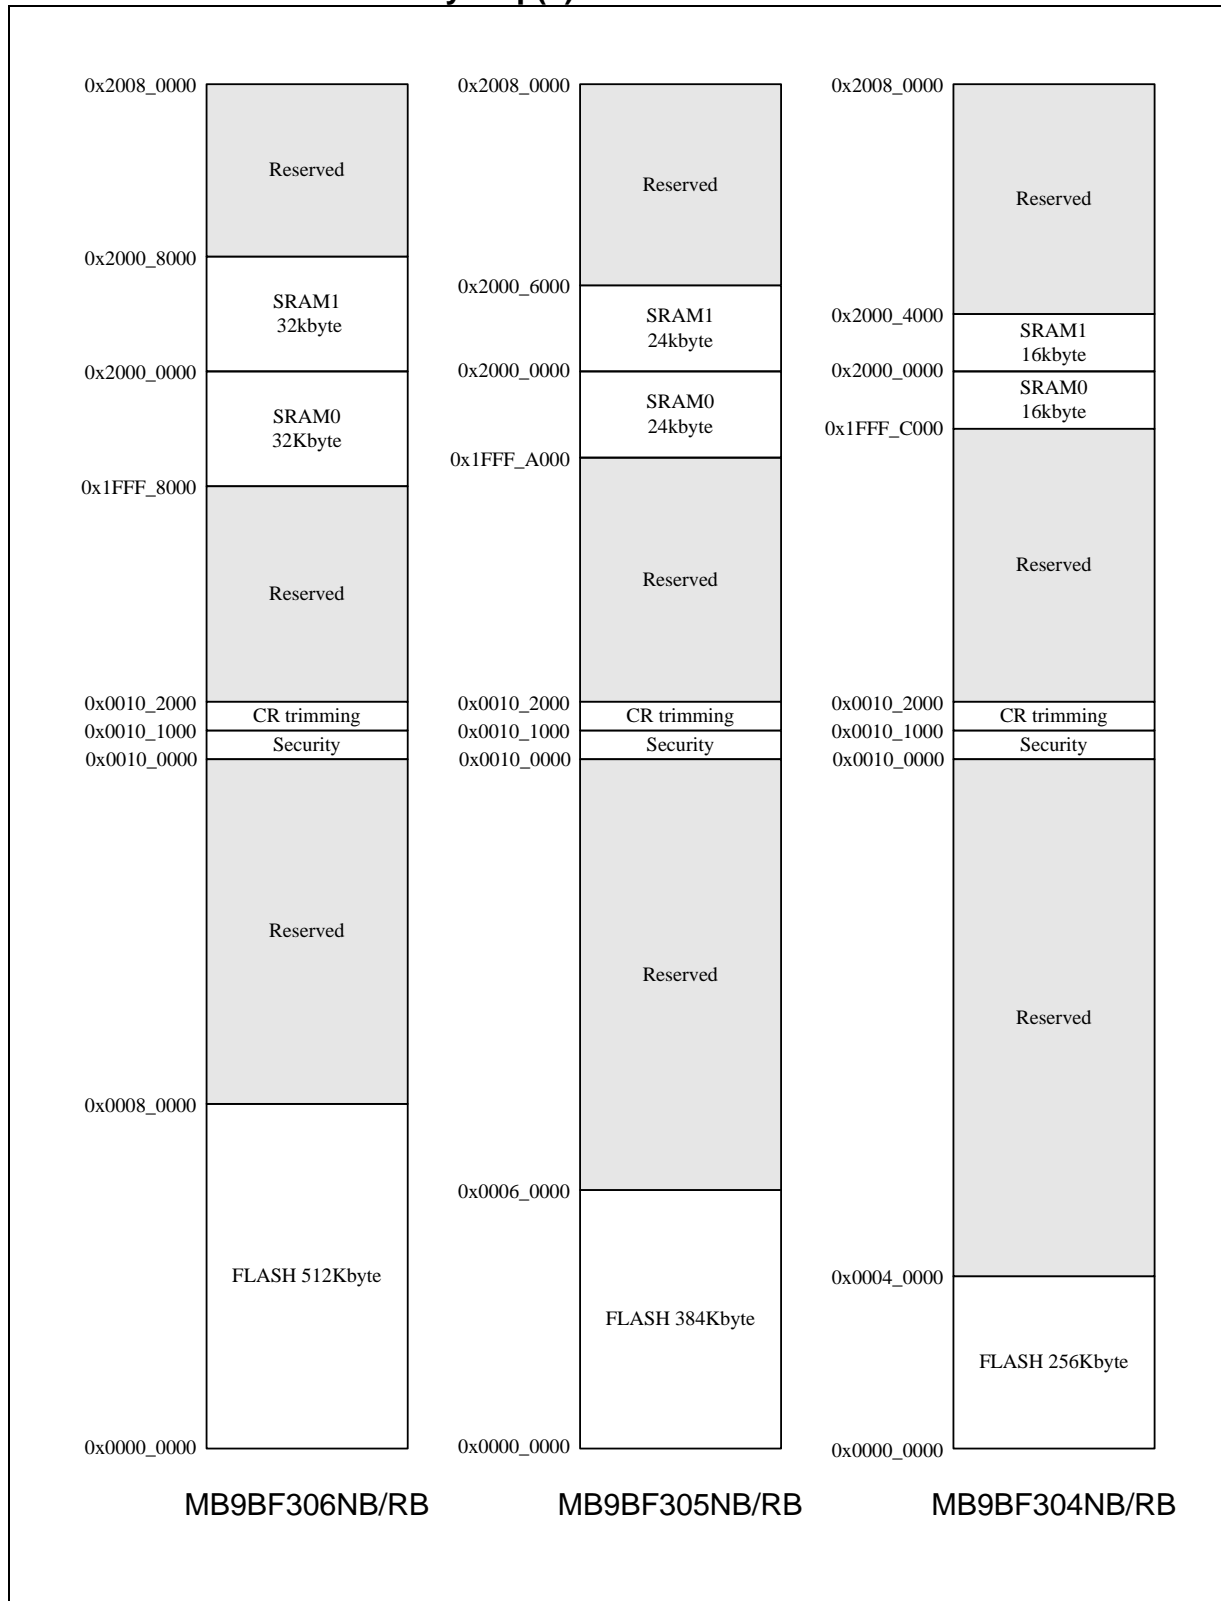 0x2008_0000
Reserved
0x2000_8000
SRAM1
32kbyte
0x2000_0000
SRAM0
32Kbyte
0x1FFF_8000
Reserved
0x0010_2000
CR trimming
0x0010_1000
Security
0x0010_0000
Reserved
0x0008_0000
FLASH 512Kbyte
0x0000_0000
MB9BF306NB/RB
0x2008_0000
Reserved
0x2000_6000
SRAM1
24kbyte
0x2000_0000
SRAM0
24kbyte
0x1FFF_A000
Reserved
0x0010_2000
CR trimming
0x0010_1000
Security
0x0010_0000
Reserved
0x0006_0000
FLASH 384Kbyte
0x0000_0000
MB9BF305NB/RB
0x2008_0000
Reserved
0x2000_4000
SRAM1
16kbyte
0x2000_0000
SRAM0
16kbyte
0x1FFF_C000
Reserved
0x0010_2000
CR trimming
0x0010_1000
Security
0x0010_0000
Reserved
0x0004_0000
FLASH 256Kbyte
0x0000_0000
MB9BF304NB/RB